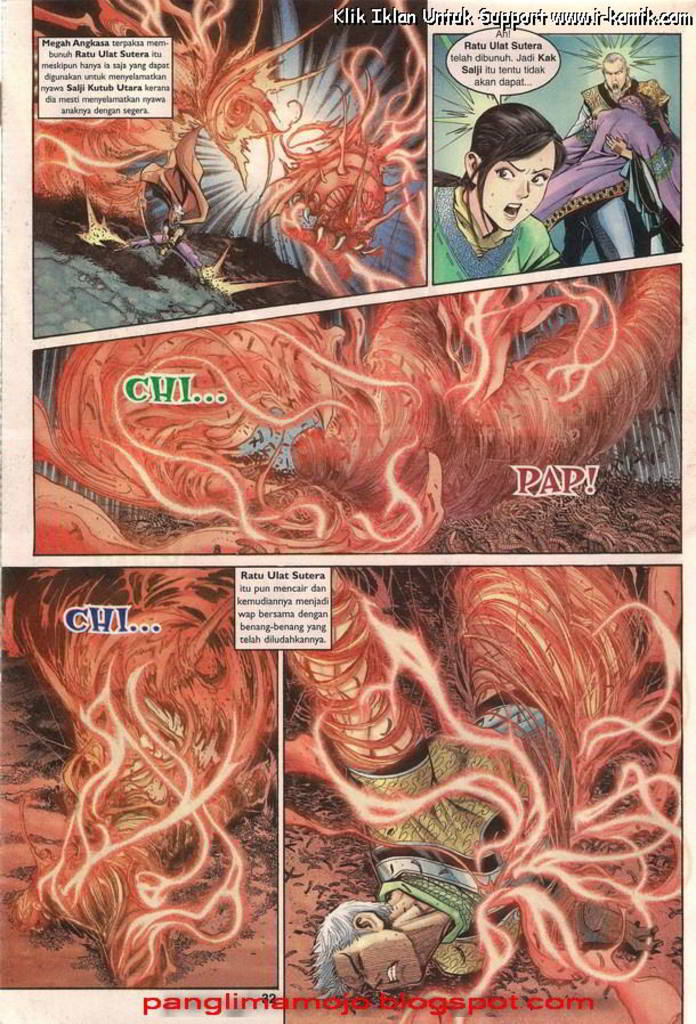 Klik Iklan Untuk Support www.i-komik.com
Megah Angkasa terpaksa mem-
bunuh Ratu Ulat Sutera itu
meskipun hanya ia saja yang dapat
digunakan untuk menyelamatkan
nyawa Salji Kutub Utara kerana
dia mesti menyelamatkan nyawa
anaknya dengan segera.
Ah!
Ratu Ulat Sutera
telah dibunuh. Jadi Kak
Salji itu tentu tidak
akan dapat...
CHI...
PAP!
CHI...
Ratu Ulat Sutera
itu pun mencair dan
kemudiannya menjadi
wap bersama dengan
benang-benang yang
telah diludahkannya.
32
panglimamojo.blogspot.com